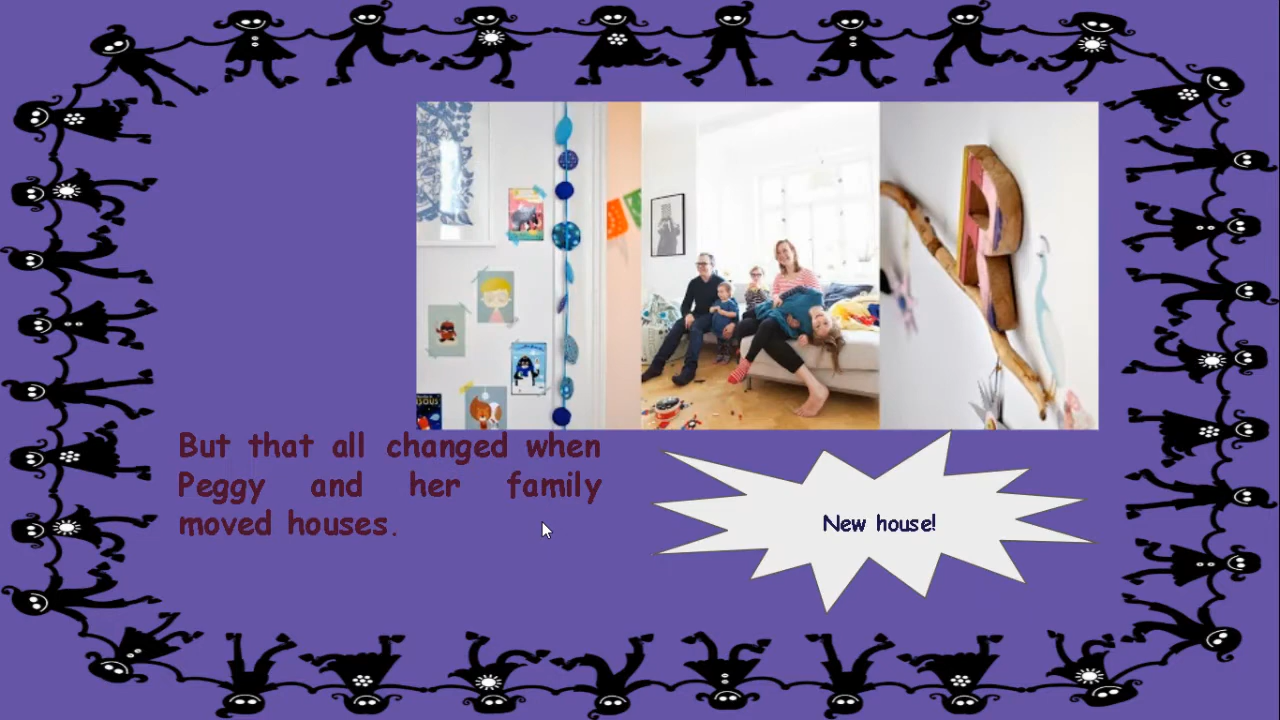 But that all changed when
Peggy and her family
moved houses.
New house!